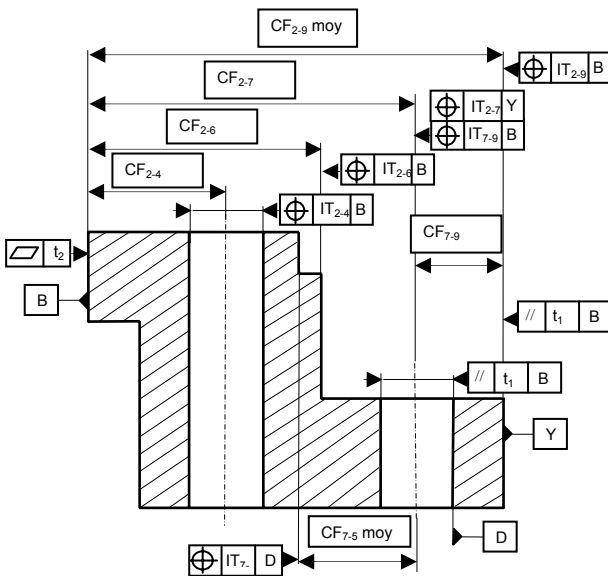 CF2-9 moy
IT2-9 B
CF2-7
IT2-7 Y
IT7-9 B
CF2-6
IT2-6 B
CF2-4
IT2-4 B
CF7-9
t2
B
// t1 B
// t1 B
Y
CF7-5 moy
D
IT7- D